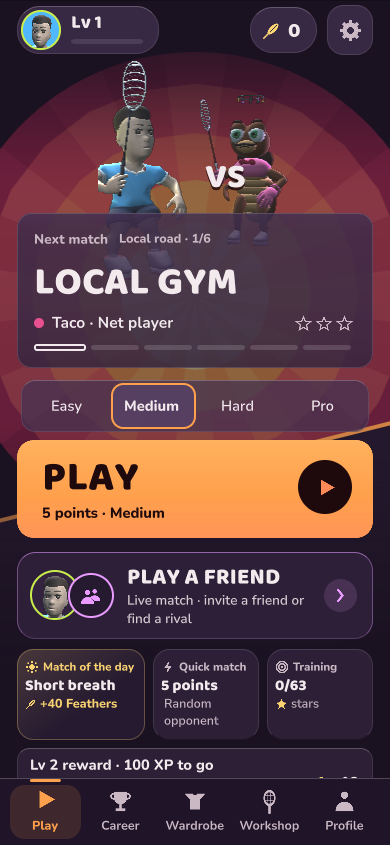 Lv 1
0
VS
Next match Local road · 1/6
LOCAL GYM
Taco · Net player
Easy Medium Hard Pro
PLAY
5 points · Medium
PLAY A FRIEND
Live match · invite a friend or
find a rival
Match of the day
Short breath
+40 Feathers
Quick match
5 points
Random
opponent
Training
0/63
stars
Lv 2 reward · 100 XP to go
Play Career Wardrobe Workshop Profile